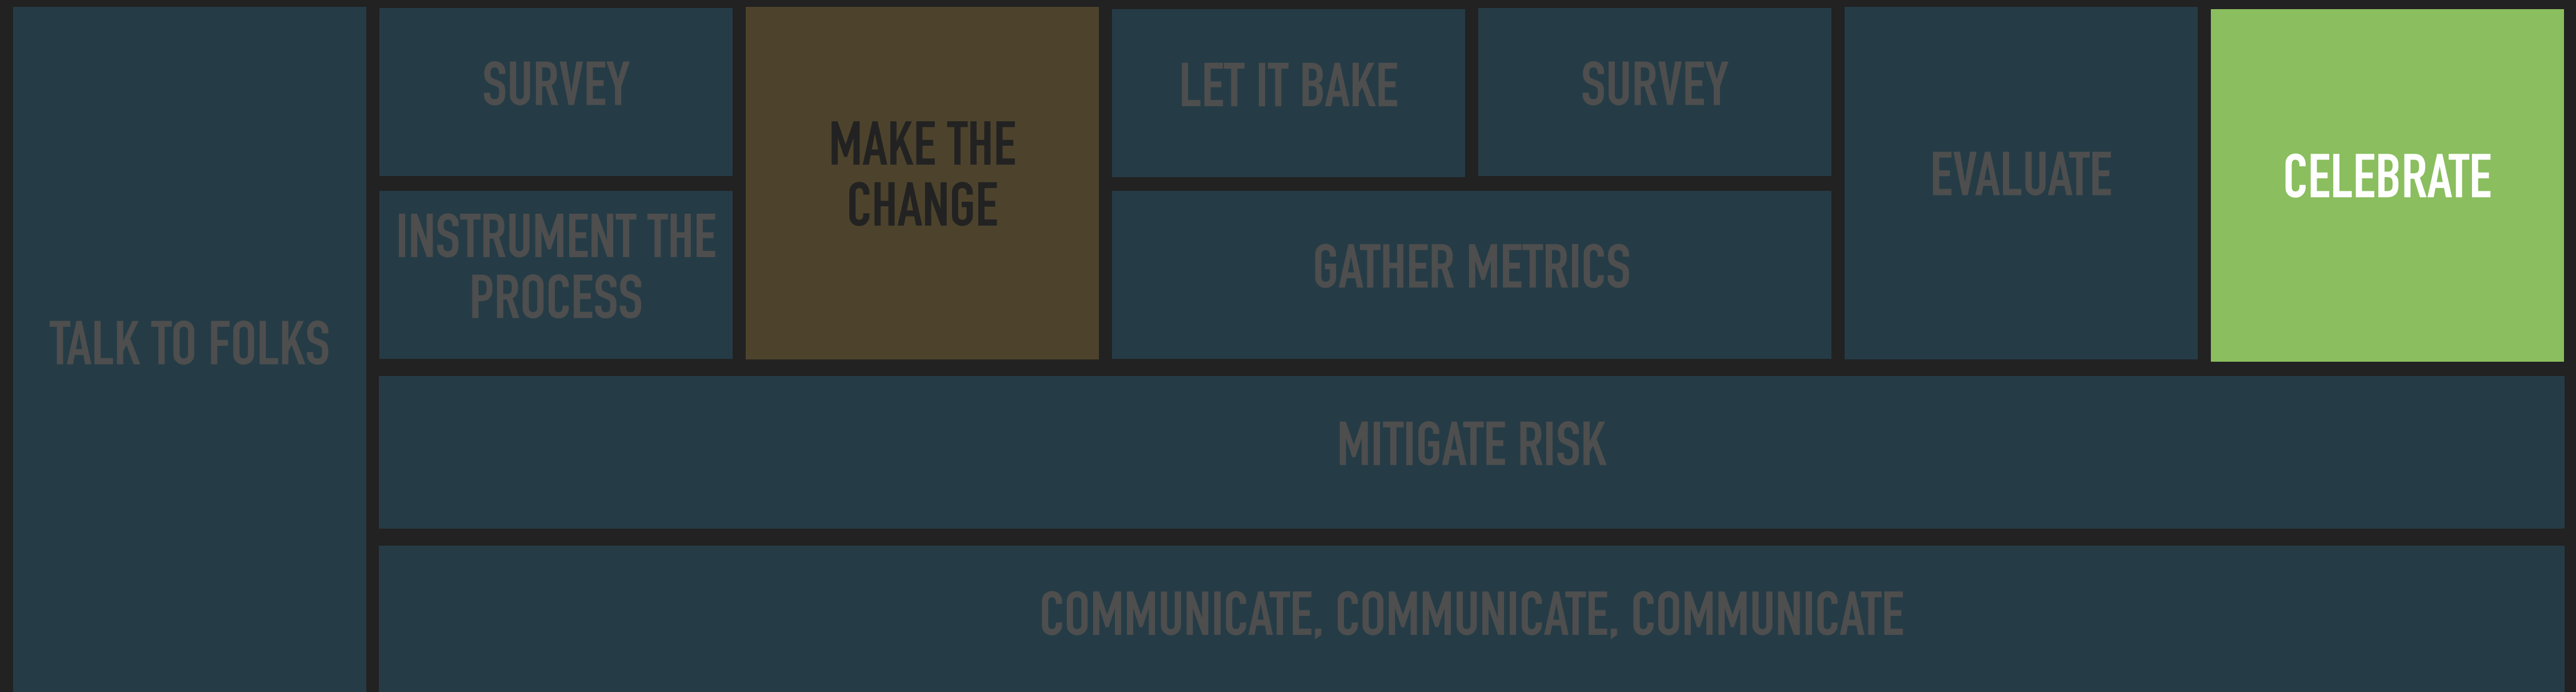 TALK TO FOLKS
SURVEY
INSTRUMENT THE
PROCESS
MAKE THE
CHANGE
LET IT BAKE
SURVEY
GATHER METRICS
EVALUATE
CELEBRATE
MITIGATE RISK
COMMUNICATE, COMMUNICATE, COMMUNICATE